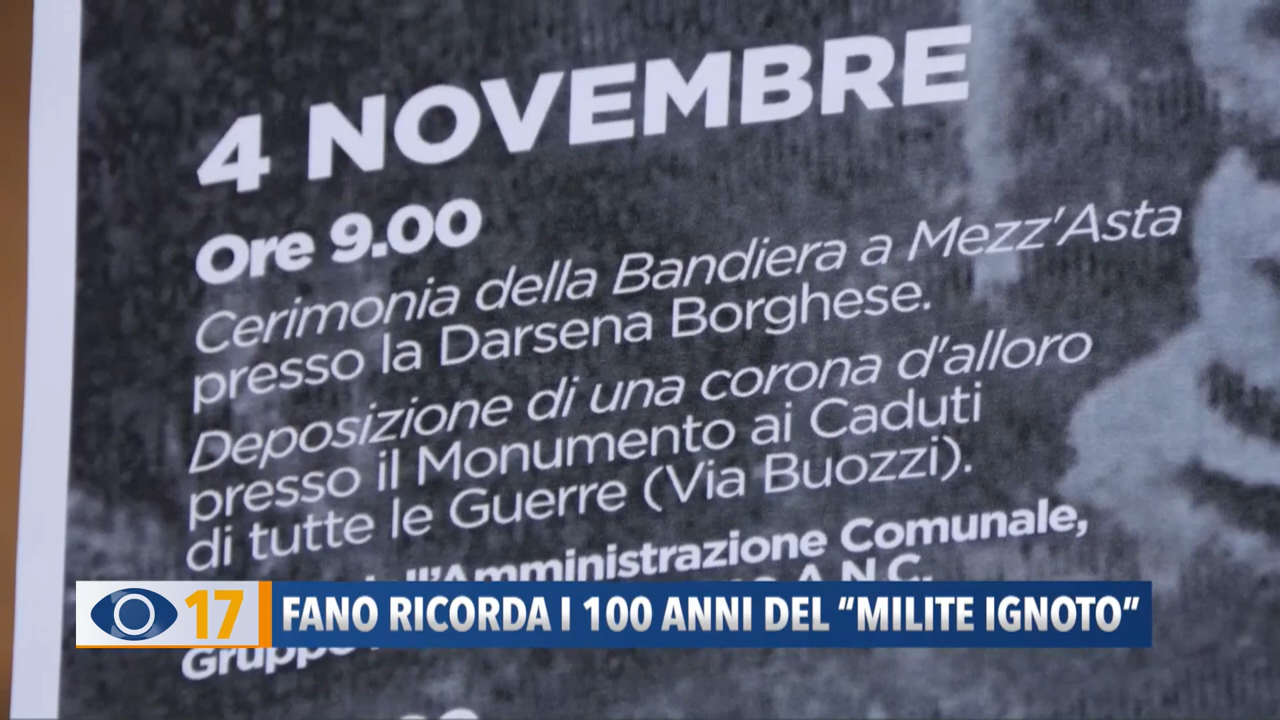 4 NOVEMBRE
Ore 9.00
Cerimonia della Bandiera a Mezz'Asta
presso la Darsena Borghese.
Deposizione di una corona d'alloro
presso il Monumento ai Caduti
di tutte le Guerre (Via Buozzi).
dell'Amministrazione Comunale,
A.N.C.
17 FANO RICORDA I 100 ANNI DEL “MILITE IGNOTO”
Gruppo